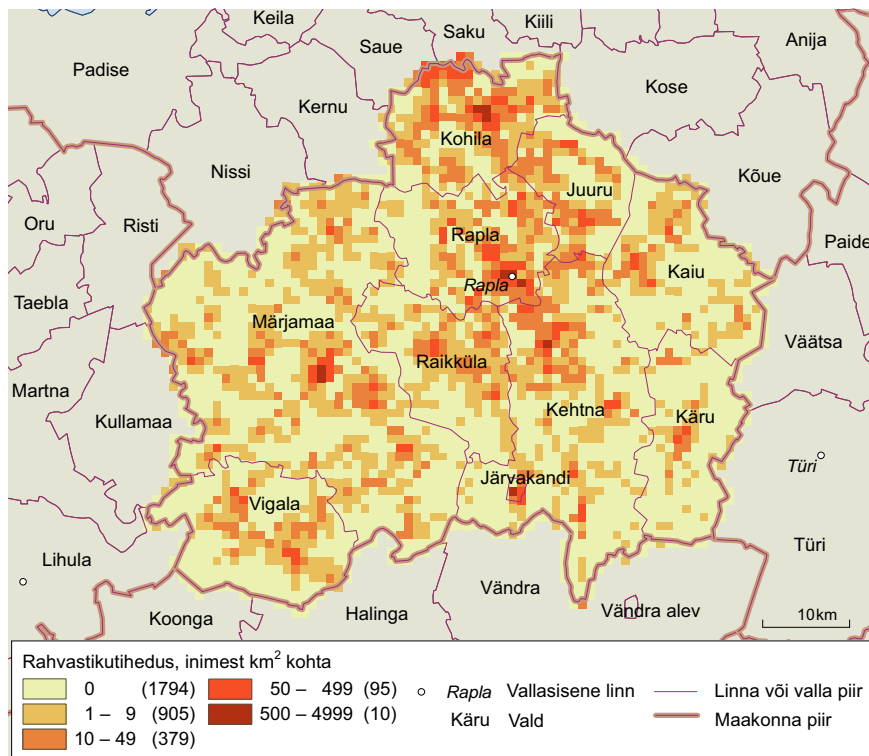 Keila
Saku
Kiili
Anija
Saue
Padise
Kernu
Kose
Kohila
Nissi
Kõue
Juuru
Oru
Risti
Rapla
Paide
Kaiu
Rapla
Taebla
Märjamaa
Väätsa
Raikküla
Martna
Kullamaa
Kehtna
Käru
Türi
Järvakandi
Vigala
Lihula
Türi
Vändra
Koonga
Halinga
Vändra alev
10 km
Rahvastikutihedus, inimest km² kohta
0 (1794)
1 – 9 (905)
10 – 49 (379)
50 – 499 (95)
500 – 4999 (10)
Rapla Vallasisene linn
Käru Vald
Linna või valla piir
Maakonna piir